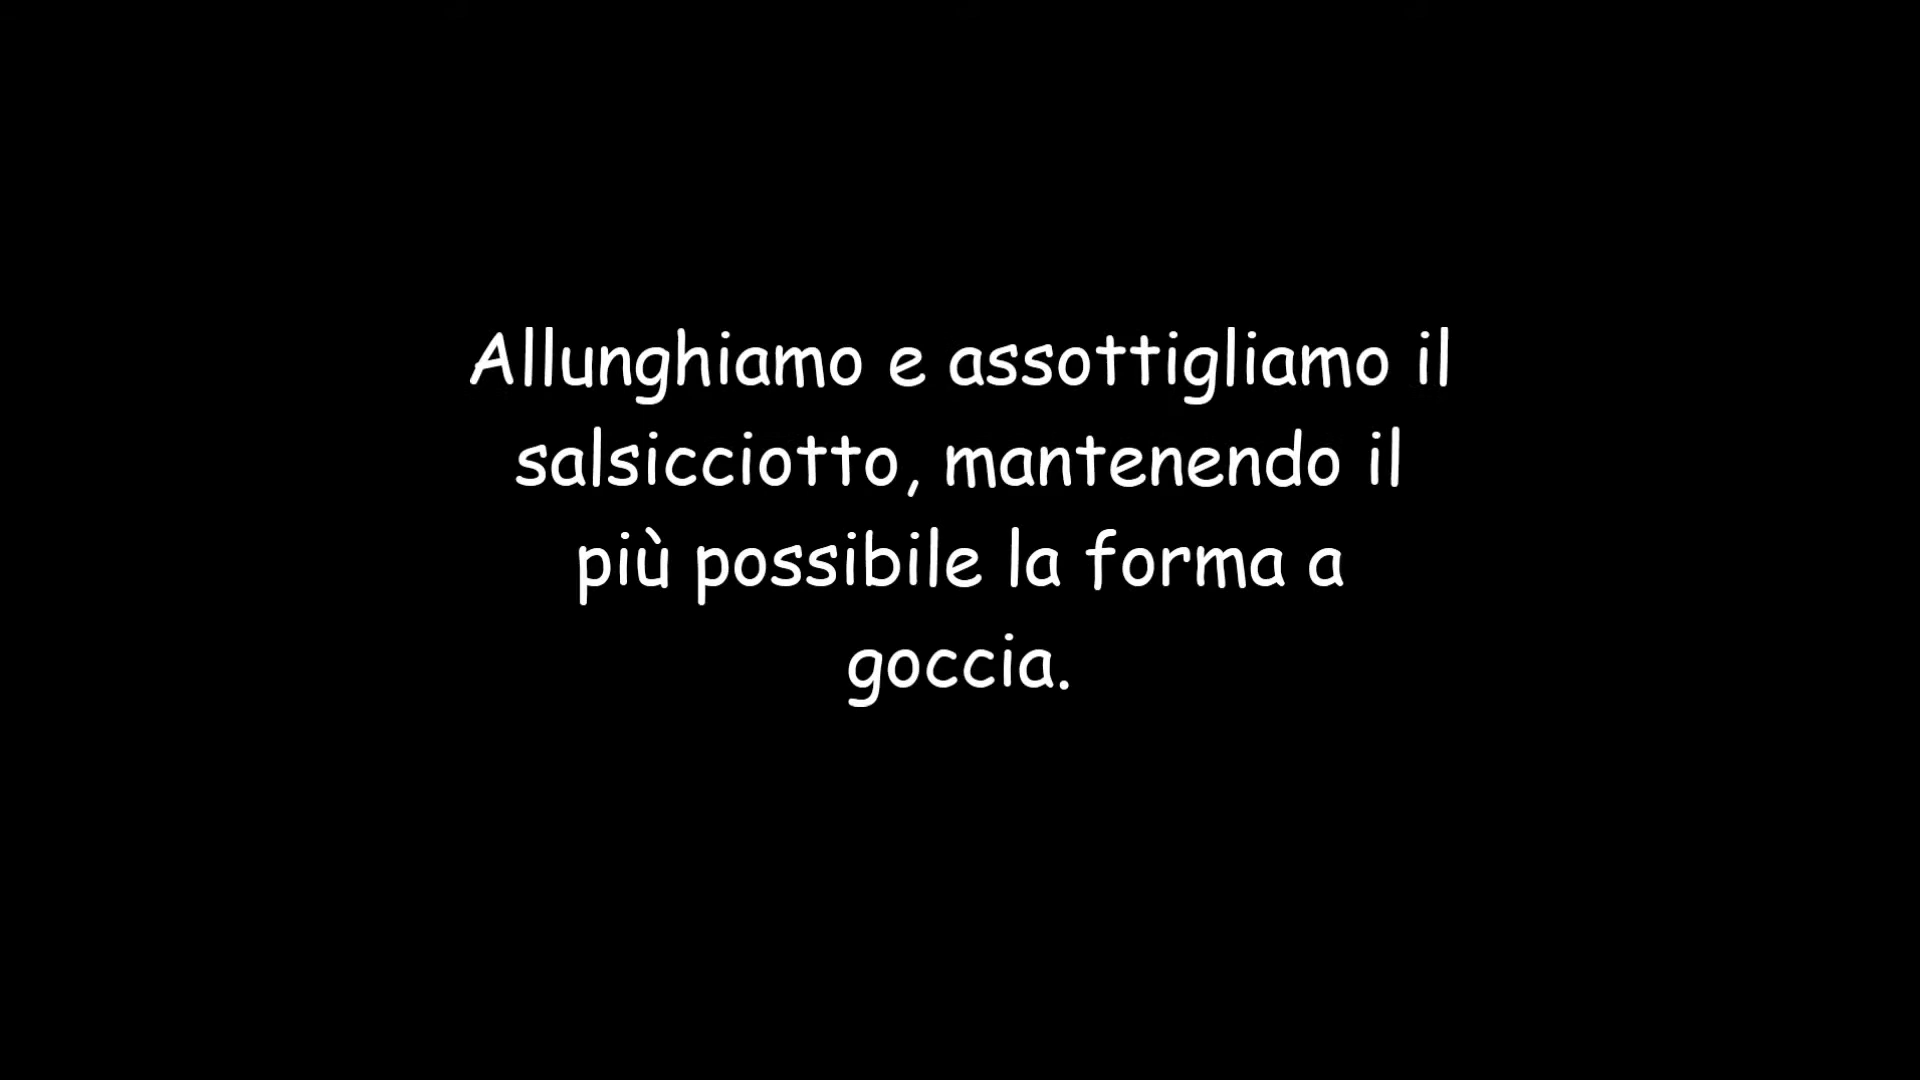 Allunghiamo e assottigliamo il
salsicciotto, mantenendo il
più possibile la forma a
goccia.